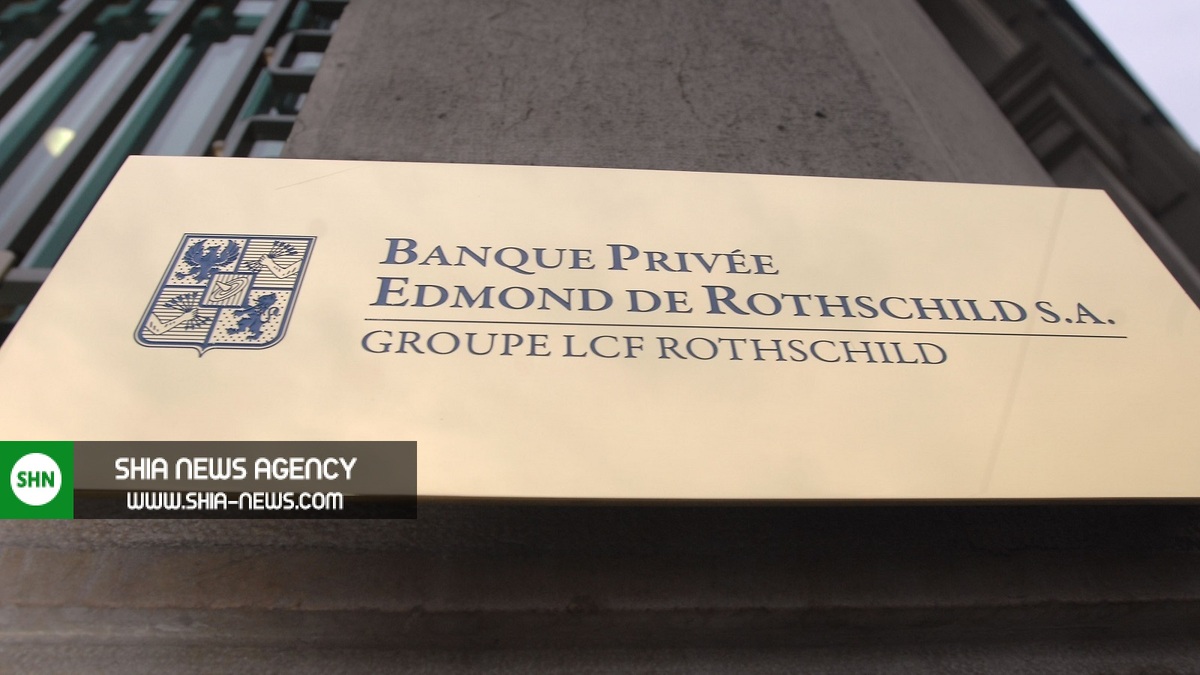 BANQUE PRIVÉE
EDMOND DE ROTHSCHILD S.A.
GROUPE LCF ROTHSCHILD
SHN
SHIA NEWS AGENCY
WWW.SHIA-NEWS.COM